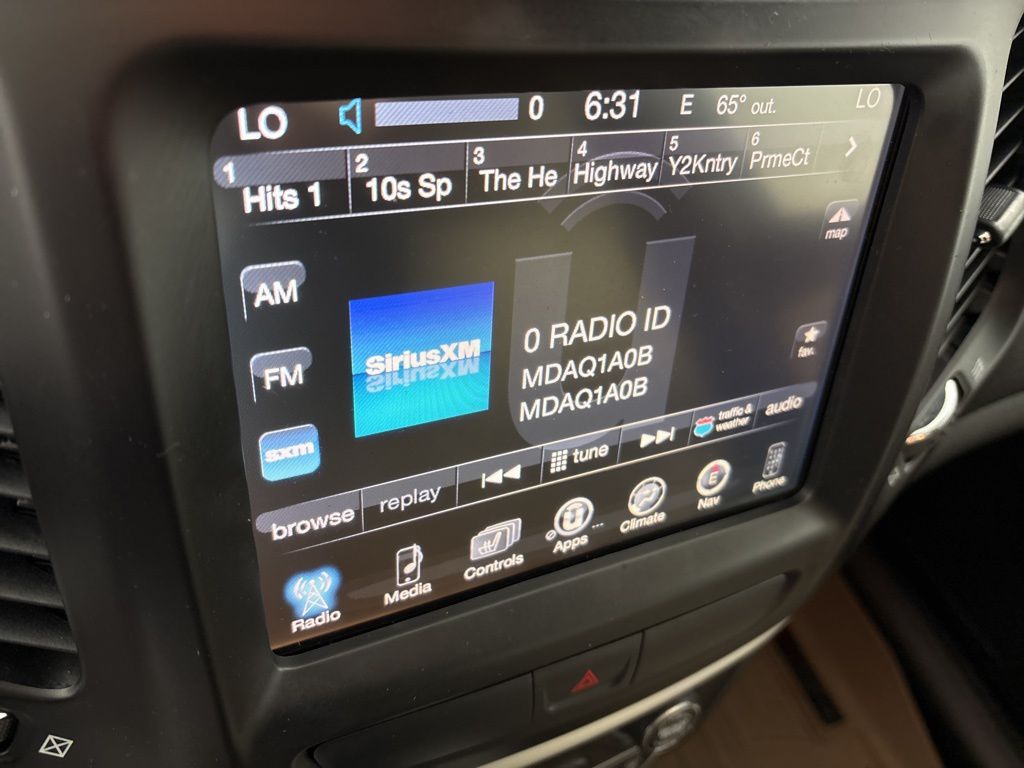 LO 0 6:31 E 65° out. LO
1 Hits 1 2 10s Sp 3 The He 4 Highway 5 Y2Kntry 6 PrmeCt
map
AM
SiriusXM
0 RADIO ID
fav.
FM
MDAQ1A0B
MDAQ1A0B
sxm
browse replay tune traffic & weather audio
Radio Media Controls Apps Climate E Nav Phone